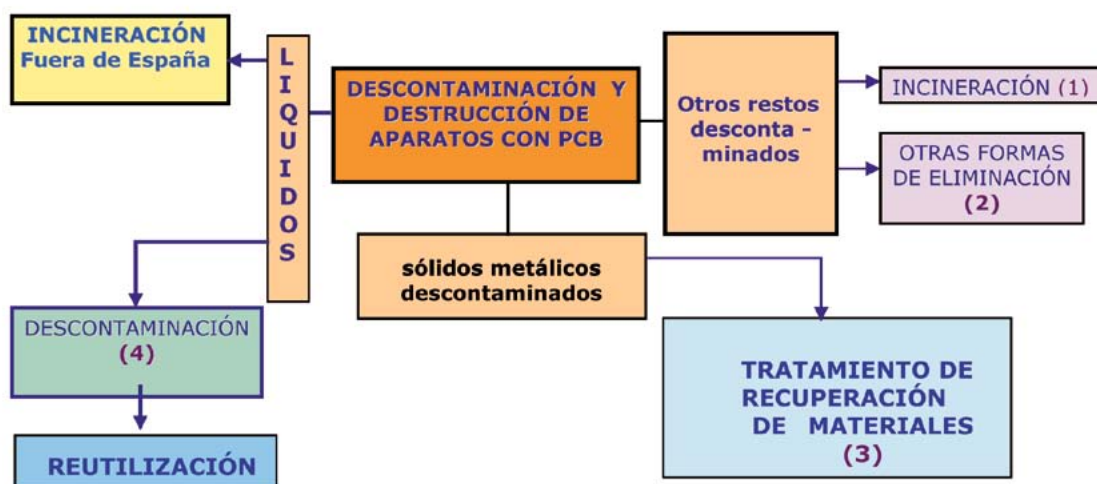 INCINERACIÓN
Fuera de España
LIQUIDOS
DESCONTAMINACIÓN Y
DESTRUCCIÓN DE
APARATOS CON PCB
Otros restos
desconta -
minados
INCINERACIÓN (1)
OTRAS FORMAS
DE ELIMINACIÓN
(2)
sólidos metálicos
descontaminados
DESCONTAMINACIÓN
(4)
TRATAMIENTO DE
RECUPERACIÓN
DE MATERIALES
(3)
REUTILIZACIÓN